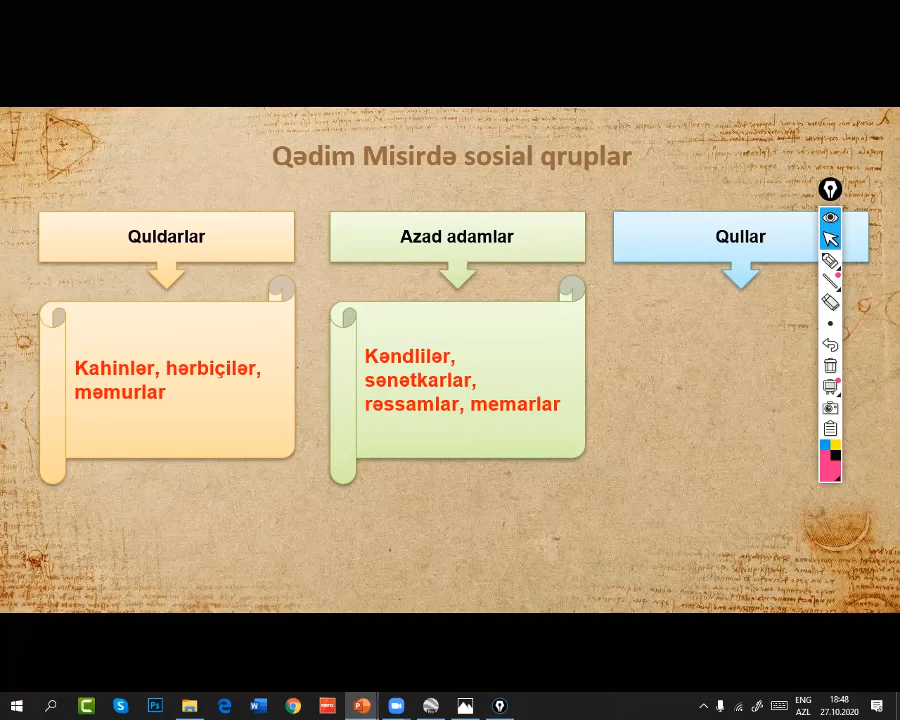 Qədim Misirdə sosial qruplar
Quldarlar
Azad adamlar
Qullar
Kahinlər, hərbiçilər,
məmurlar
Kəndlilər,
sənətkarlar,
rəssamlar, memarlar
ENG
AZL
18:48
27.10.2020